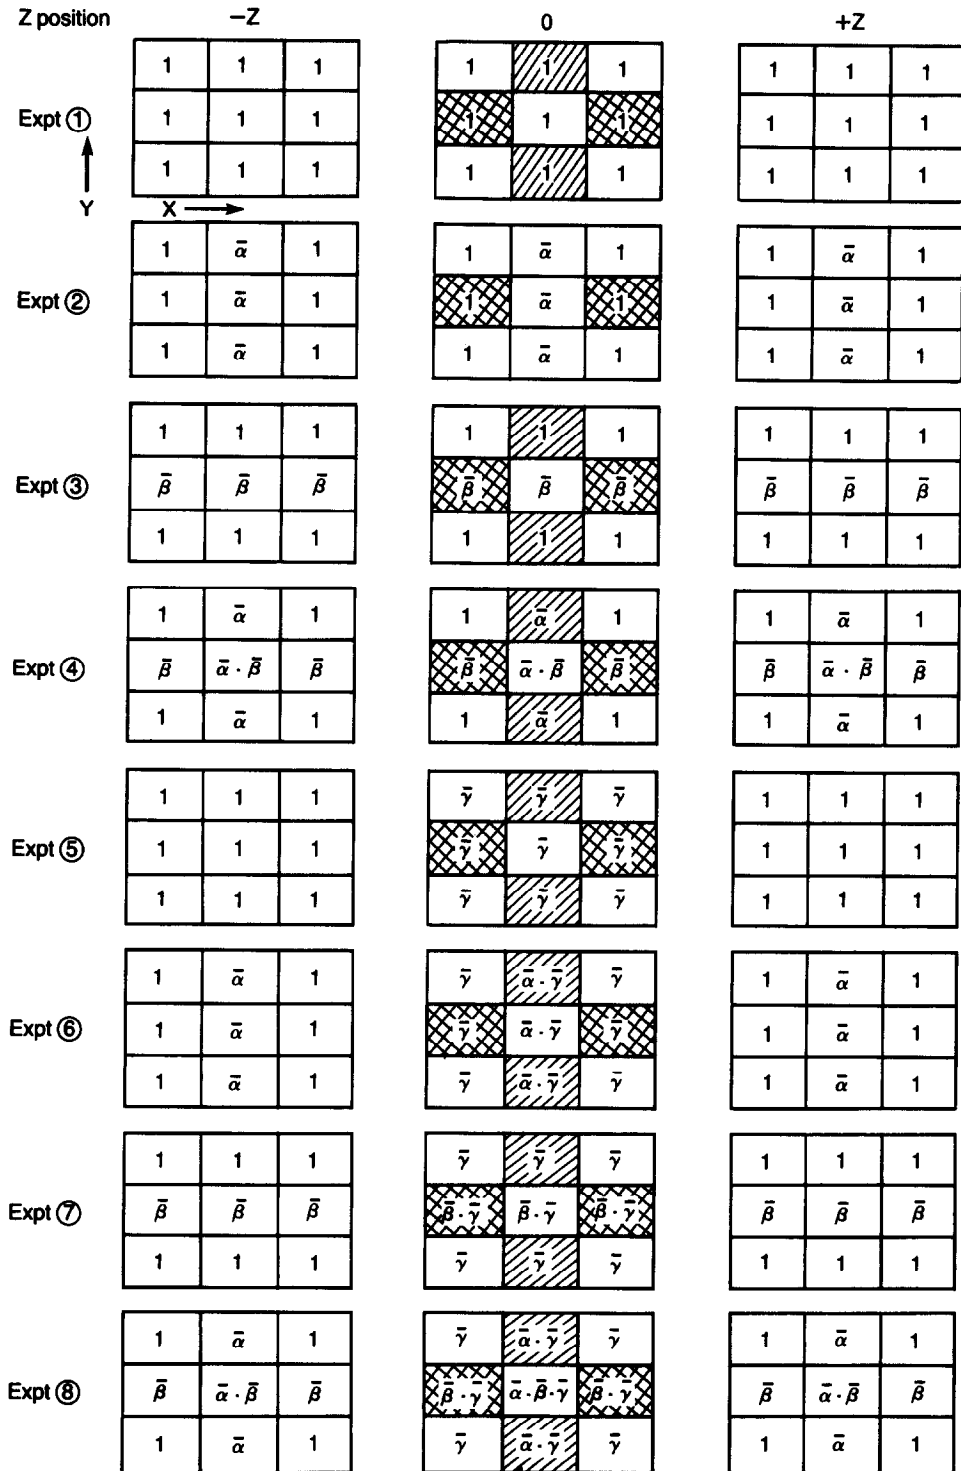 Z position −Z 0 +Z
1 1 1 1 1 1 1 1 1
Expt ① 1 1 1 1 1 1 1 1 1
1 1 1 1 1 1 1 1 1
Y X
1 ᾱ 1 1 ᾱ 1 1 ᾱ 1
Expt ② 1 ᾱ 1 1 ᾱ 1 1 ᾱ 1
1 ᾱ 1 1 ᾱ 1 1 ᾱ 1
1 1 1 1 1 1 1 1 1
Expt ③ β̄ β̄ β̄ β̄ β̄ β̄ β̄ β̄ β̄
1 1 1 1 1 1 1 1 1
1 ᾱ 1 1 ᾱ 1 1 ᾱ 1
Expt ④ β̄ ᾱ · β̄ β̄ β̄ ᾱ · β̄ β̄ β̄ ᾱ · β̄ β̄
1 ᾱ 1 1 ᾱ 1 1 ᾱ 1
1 1 1 γ̄ γ̄ γ̄ 1 1 1
Expt ⑤ 1 1 1 γ̄ γ̄ γ̄ 1 1 1
1 1 1 γ̄ γ̄ γ̄ 1 1 1
1 ᾱ 1 γ̄ ᾱ · γ̄ γ̄ 1 ᾱ 1
Expt ⑥ 1 ᾱ 1 γ̄ ᾱ · γ̄ γ̄ 1 ᾱ 1
1 ᾱ 1 γ̄ ᾱ · γ̄ γ̄ 1 ᾱ 1
1 1 1 γ̄ γ̄ γ̄ 1 1 1
Expt ⑦ β̄ β̄ β̄ β̄ · γ̄ β̄ · γ̄ β̄ · γ̄ β̄ β̄ β̄
1 1 1 γ̄ γ̄ γ̄ 1 1 1
1 ᾱ 1 γ̄ ᾱ · γ̄ γ̄ 1 ᾱ 1
Expt ⑧ β̄ ᾱ · β̄ β̄ β̄ · γ̄ ᾱ · β̄ · γ̄ β̄ · γ̄ β̄ ᾱ · β̄ β̄
1 ᾱ 1 γ̄ ᾱ · γ̄ γ̄ 1 ᾱ 1